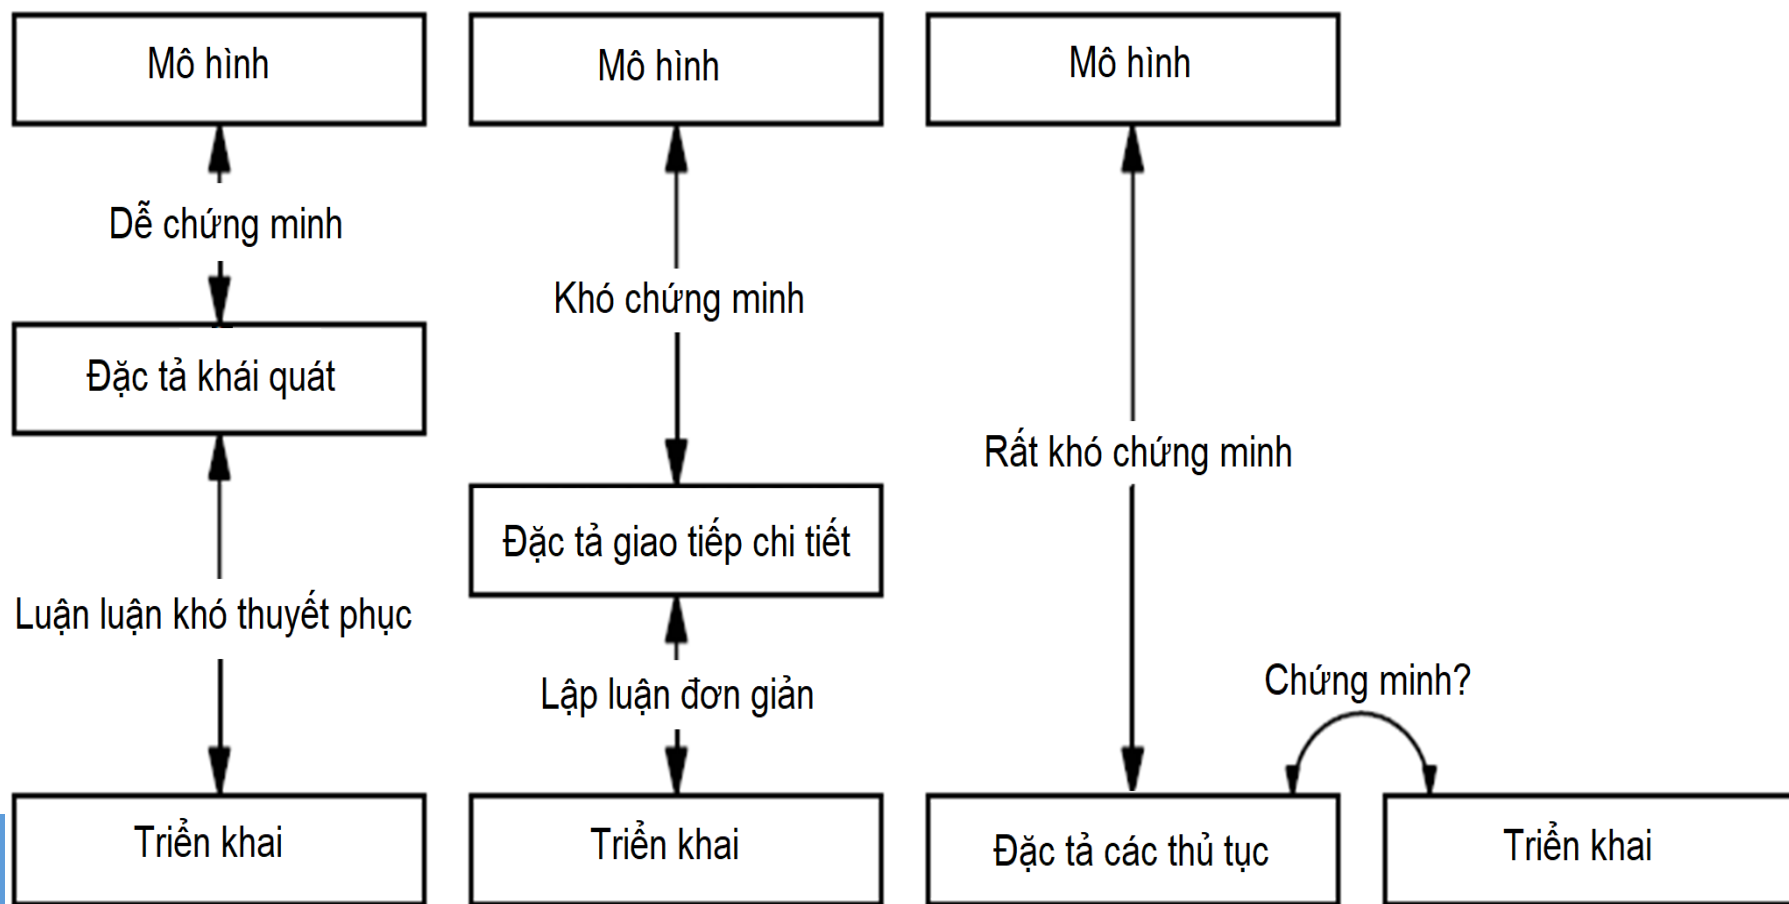 Mô hình
Mô hình
Mô hình
Dễ chứng minh
Khó chứng minh
Đặc tả khái quát
Rất khó chứng minh
Đặc tả giao tiếp chi tiết
Luận luận khó thuyết phục
Lập luận đơn giản
Chứng minh?
Triển khai
Triển khai
Đặc tả các thủ tục
Triển khai